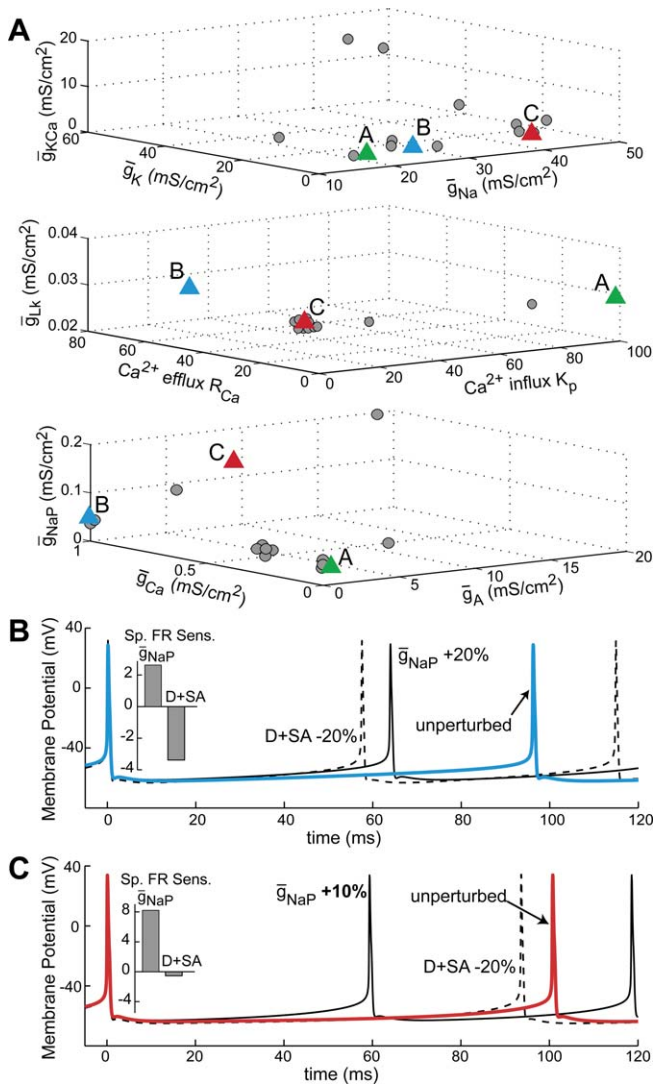 A
ḡKCa (mS/cm2)
20
10
0
60
40
20
0
ḡK (mS/cm2)
10
20
30
40
50
ḡNa (mS/cm2)
A
B
C
ḡLk (mS/cm2)
0.04
0.03
0.02
80
60
40
20
0
Ca2+ efflux RCa
0
20
40
60
80
100
Ca2+ influx Kp
B
C
A
ḡNaP (mS/cm2)
0.2
0.1
0
1
0.5
0
ḡCa (mS/cm2)
0
5
10
15
20
ḡA (mS/cm2)
C
B
A
B
Membrane Potential (mV)
40
0
-40
Sp. FR Sens.
ḡNaP
2
0
-2
D+SA
ḡNaP +20%
D+SA -20%
unperturbed
0 20 40 60 80 100 120
time (ms)
C
Membrane Potential (mV)
40
0
-40
Sp. FR Sens.
ḡNaP
8
4
0
-4
D+SA
ḡNaP +10%
unperturbed
D+SA -20%
0 20 40 60 80 100 120
time (ms)